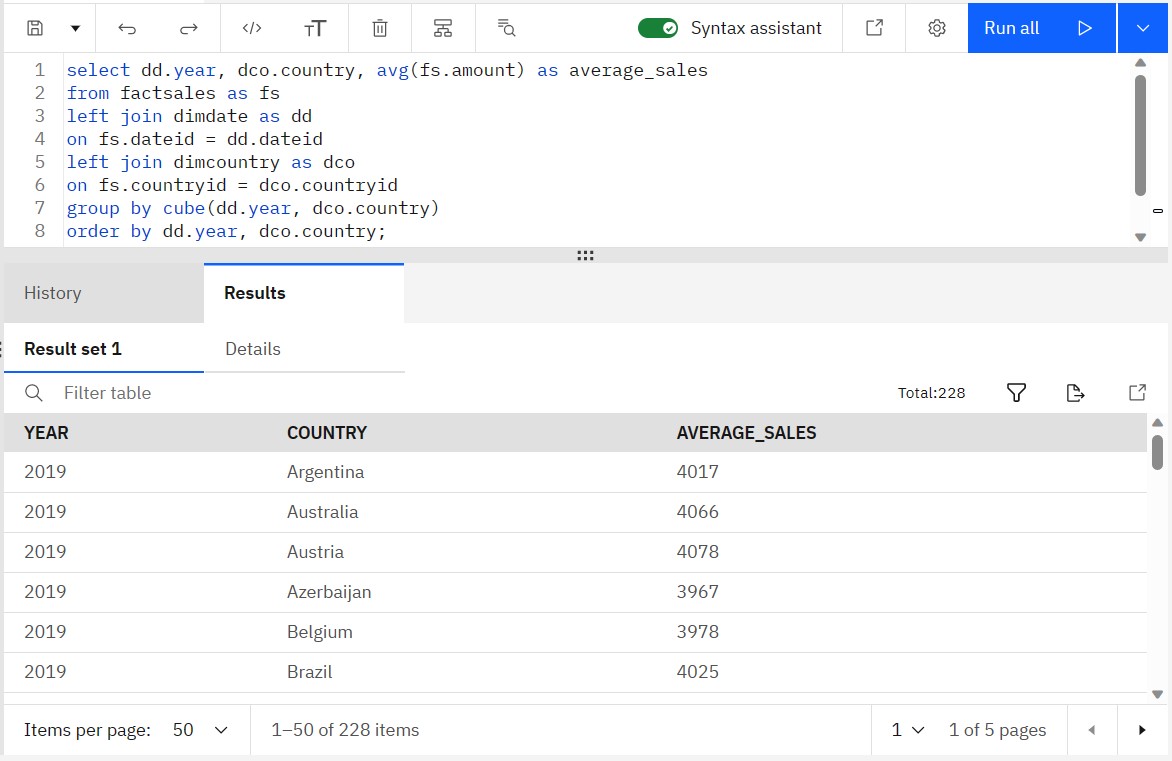 </> TT Syntax assistant Run all
1 select dd.year, dco.country, avg(fs.amount) as average_sales
2 from factsales as fs
3 left join dimdate as dd
4 on fs.dateid = dd.dateid
5 left join dimcountry as dco
6 on fs.countryid = dco.countryid
7 group by cube(dd.year, dco.country)
8 order by dd.year, dco.country;
History Results
Result set 1 Details
Filter table Total:228
YEAR COUNTRY AVERAGE_SALES
2019 Argentina 4017
2019 Australia 4066
2019 Austria 4078
2019 Azerbaijan 3967
2019 Belgium 3978
2019 Brazil 4025
Items per page: 50 1–50 of 228 items 1 1 of 5 pages